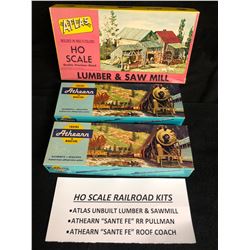 ATLAS
HO
SCALE
LUMBER & SAW MILL
Athearn
Athearn
HO SCALE RAILROAD KITS
•ATLAS UNBUILT LUMBER & SAWMILL
•ATHEARN "SANTE FE" RR PULLMAN
•ATHEARN "SANTE FE" ROOF COACH